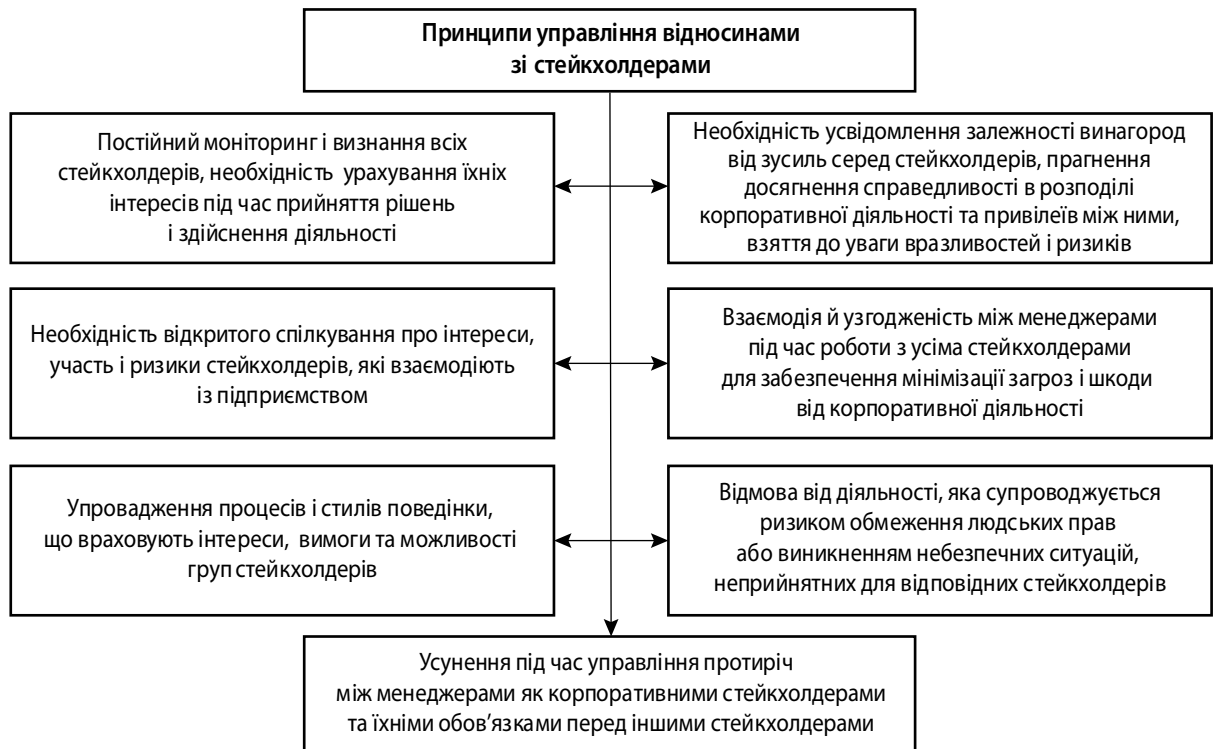 Принципи управління відносинами
зі стейкхолдерами
Постійний моніторинг і визнання всіх
стейкхолдерів, необхідність урахування їхніх
інтересів під час прийняття рішень
і здійснення діяльності
Необхідність усвідомлення залежності винагород
від зусиль серед стейкхолдерів, прагнення
досягнення справедливості в розподілі
корпоративної діяльності та привілеїв між ними,
взяття до уваги вразливостей і ризиків
Необхідність відкритого спілкування про інтереси,
участь і ризики стейкхолдерів, які взаємодіють
із підприємством
Взаємодія й узгодженість між менеджерами
під час роботи з усіма стейкхолдерами
для забезпечення мінімізації загроз і шкоди
від корпоративної діяльності
Упровадження процесів і стилів поведінки,
що враховують інтереси, вимоги та можливості
груп стейкхолдерів
Відмова від діяльності, яка супроводжується
ризиком обмеження людських прав
або виникненням небезпечних ситуацій,
неприйнятних для відповідних стейкхолдерів
Усунення під час управління протиріч
між менеджерами як корпоративними стейкхолдерами
та їхніми обов’язками перед іншими стейкхолдерами